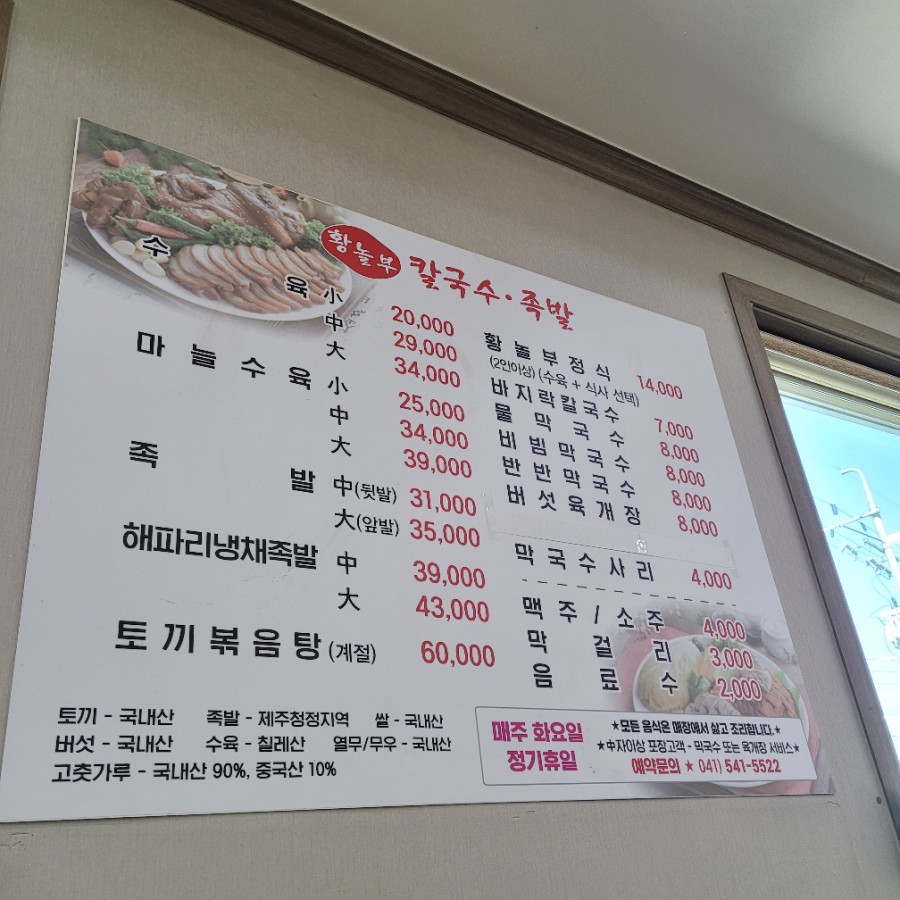 황놀부 칼국수·족발
수육 小 20,000
中 29,000
大 34,000
마늘수육 小 25,000
中 34,000
大 39,000
족발 中(뒷발) 31,000
大(앞발) 35,000
해파리냉채족발 中 39,000
大 43,000
토끼볶음탕(계절) 60,000
황놀부정식 14,000
(2인이상) (수육 + 식사 선택)
바지락칼국수 7,000
물막국수 8,000
비빔막국수 8,000
반반막국수 8,000
버섯육개장 8,000
막국수사리 4,000
맥주/소주 4,000
막걸리 3,000
음료수 2,000
토끼 - 국내산 족발 - 제주청정지역 쌀 - 국내산
버섯 - 국내산 수육 - 칠레산 열무/무우 - 국내산
고춧가루 - 국내산 90%, 중국산 10%
매주 화요일
정기휴일
★모든 음식은 매장에서 삶고 조리합니다.★
★中자이상 포장고객 - 막국수 또는 육개장 서비스★
예약문의 ★ 041) 541-5522